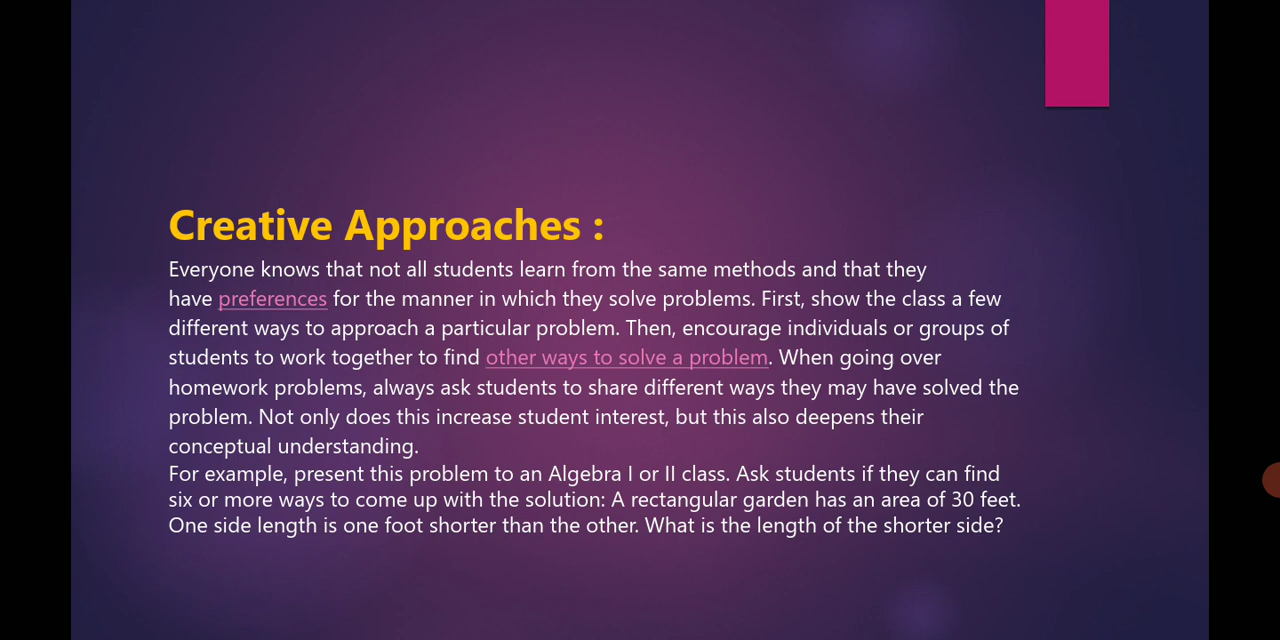 Creative Approaches :
Everyone knows that not all students learn from the same methods and that they
have preferences for the manner in which they solve problems. First, show the class a few
different ways to approach a particular problem. Then, encourage individuals or groups of
students to work together to find other ways to solve a problem. When going over
homework problems, always ask students to share different ways they may have solved the
problem. Not only does this increase student interest, but this also deepens their
conceptual understanding.
For example, present this problem to an Algebra I or II class. Ask students if they can find
six or more ways to come up with the solution: A rectangular garden has an area of 30 feet.
One side length is one foot shorter than the other. What is the length of the shorter side?